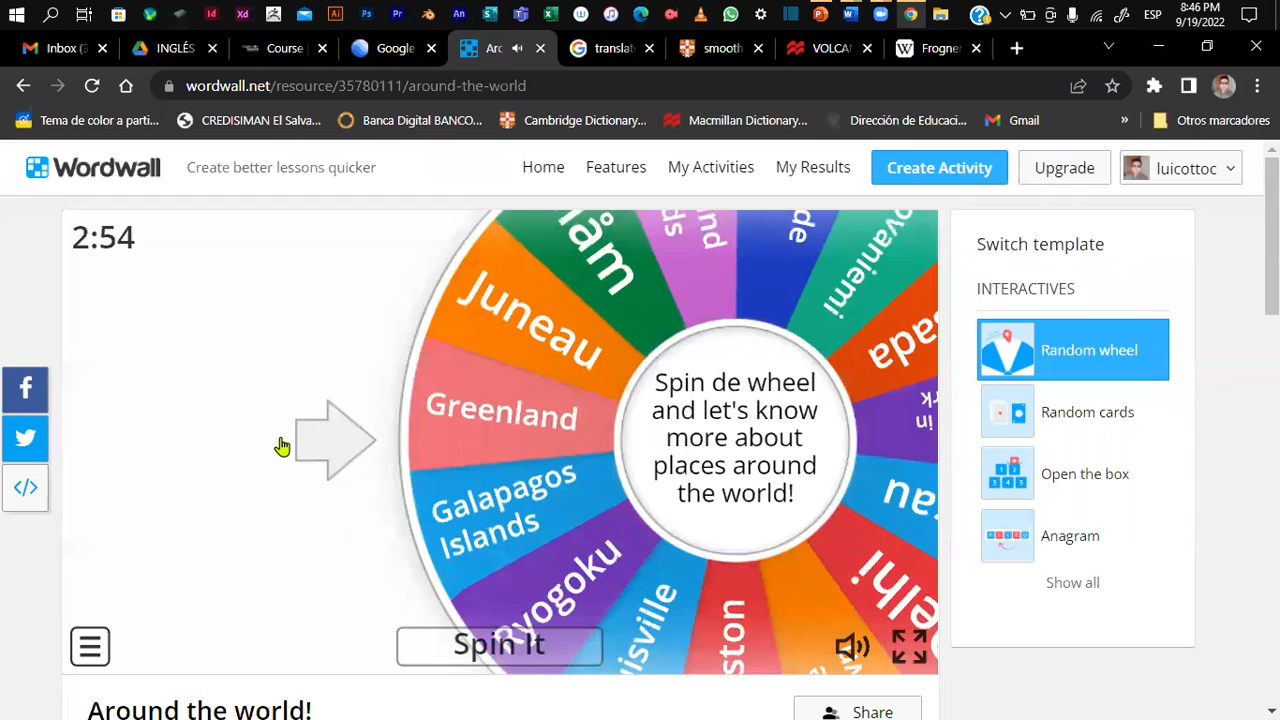 ESP
8:46 PM
9/19/2022
Inbox (3
INGLÉS
Course
Google
Arc
translat
smooth
VOLCAN
Frogner
wordwall.net/resource/35780111/around-the-world
Tema de color a parti...
CREDISIMAN El Salva...
Banca Digital BANCO...
Cambridge Dictionary...
Macmillan Dictionary...
Dirección de Educaci...
Gmail
»
Otros marcadores
Wordwall
Create better lessons quicker
Home
Features
My Activities
My Results
Create Activity
Upgrade
luicottoc
2:54
Juneau
Greenland
Galapagos
Islands
Ryogoku
Spin de wheel
and let's know
more about
places around
the world!
Spin It
Around the world!
Share
Switch template
INTERACTIVES
Random wheel
Random cards
Open the box
Anagram
Show all